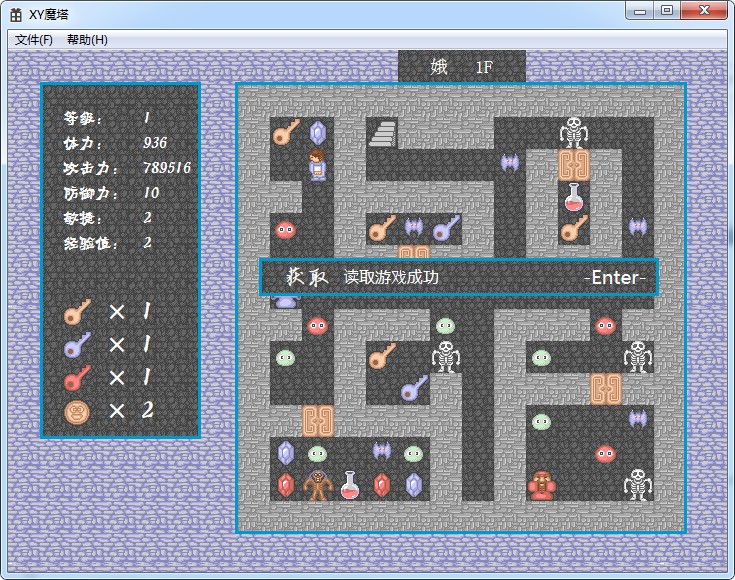 XY魔塔
文件(F) 帮助(H)
娥 1F
等级： 1
体力： 936
攻击力： 789516
防御力： 10
敏捷： 2
经验值： 2
获取 读取游戏成功 -Enter-
× 1
× 1
× 1
× 2